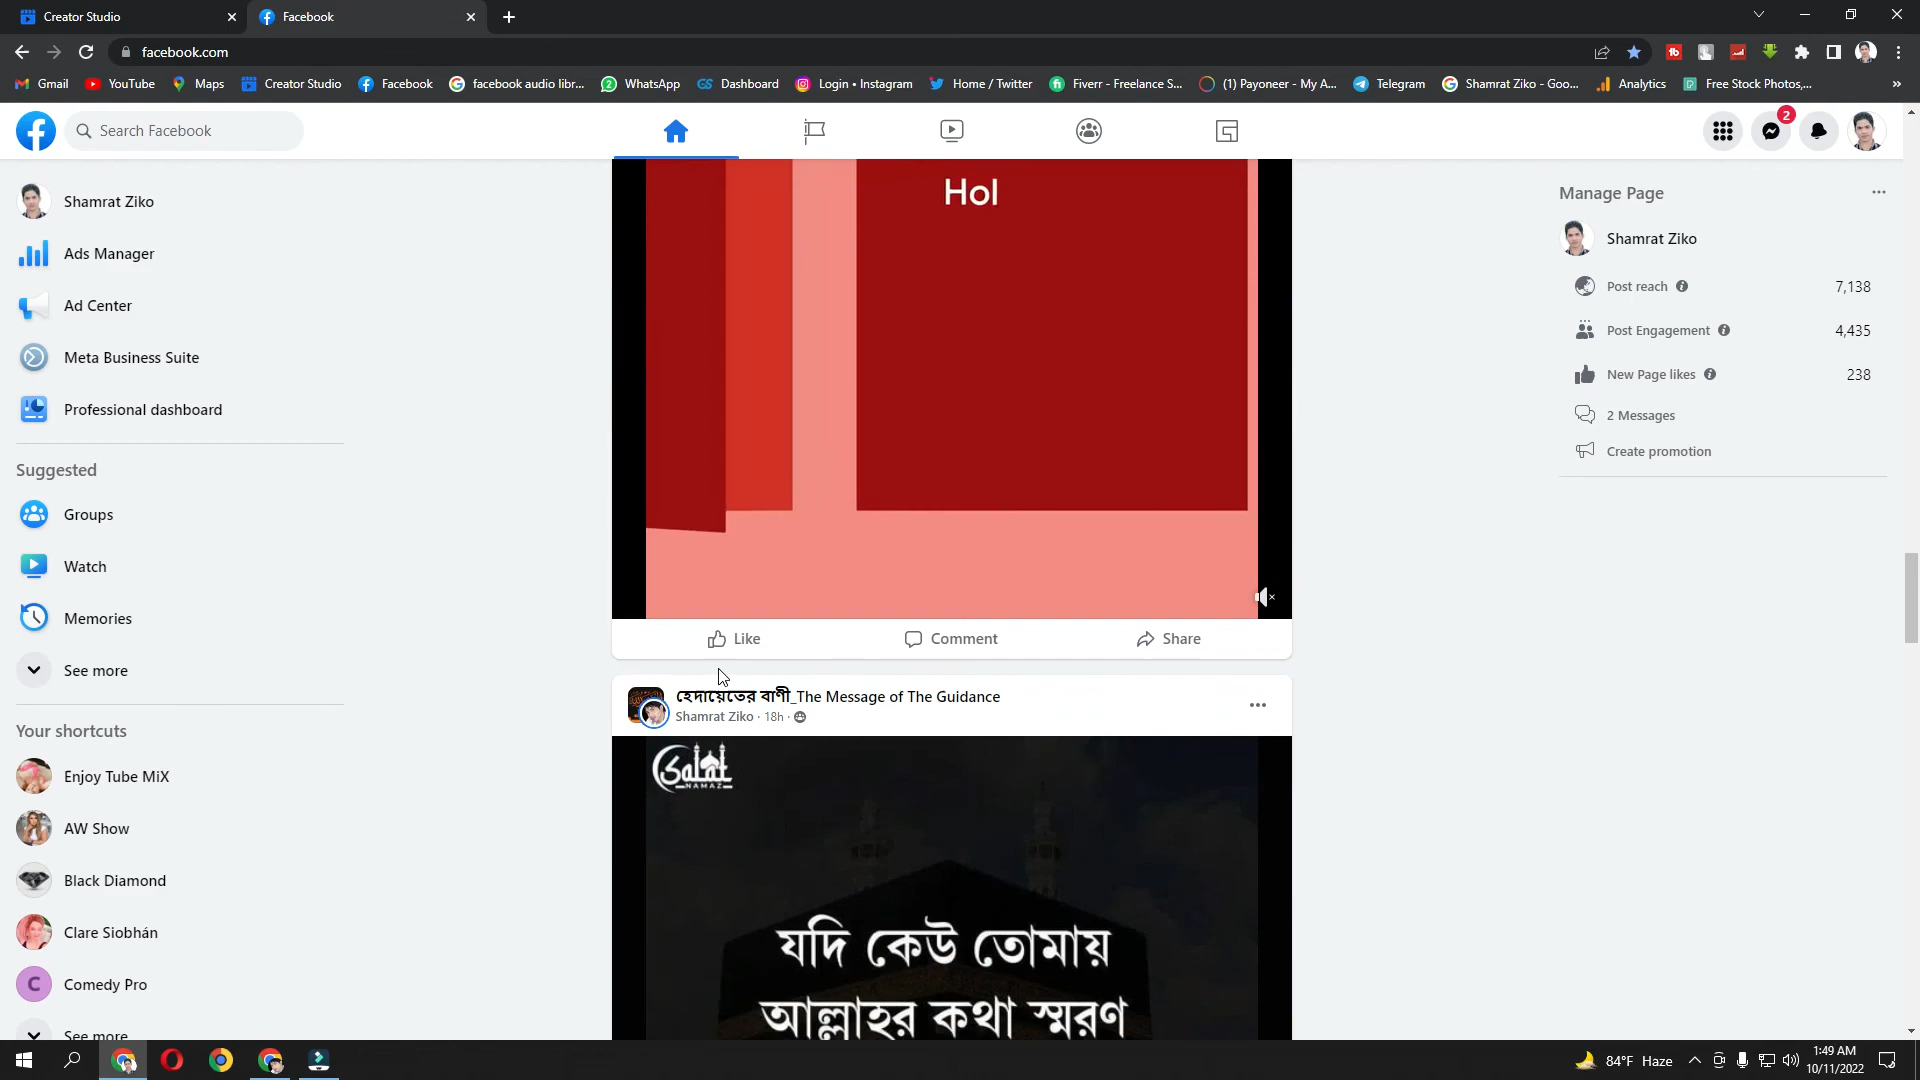 Creator Studio
Facebook
facebook.com
Gmail YouTube Maps Creator Studio Facebook facebook audio libr... WhatsApp Dashboard Login • Instagram Home / Twitter Fiverr - Freelance S... (1) Payoneer - My A... Telegram Shamrat Ziko - Goo... Analytics Free Stock Photos,... »
Search Facebook
2
Shamrat Ziko
Ads Manager
Ad Center
Meta Business Suite
Professional dashboard
Suggested
Groups
Watch
Memories
See more
Your shortcuts
Enjoy Tube MiX
AW Show
Black Diamond
Clare Siobhán
C Comedy Pro
See more
Hol
Like Comment Share
হেদায়েতের বাণী_The Message of The Guidance
Shamrat Ziko · 18h ·
Salat
NAMAZ
যদি কেউ তোমায়
আল্লাহর কথা স্মরণ
Manage Page
Shamrat Ziko
Post reach 7,138
Post Engagement 4,435
New Page likes 238
2 Messages
Create promotion
84°F Haze
1:49 AM
10/11/2022